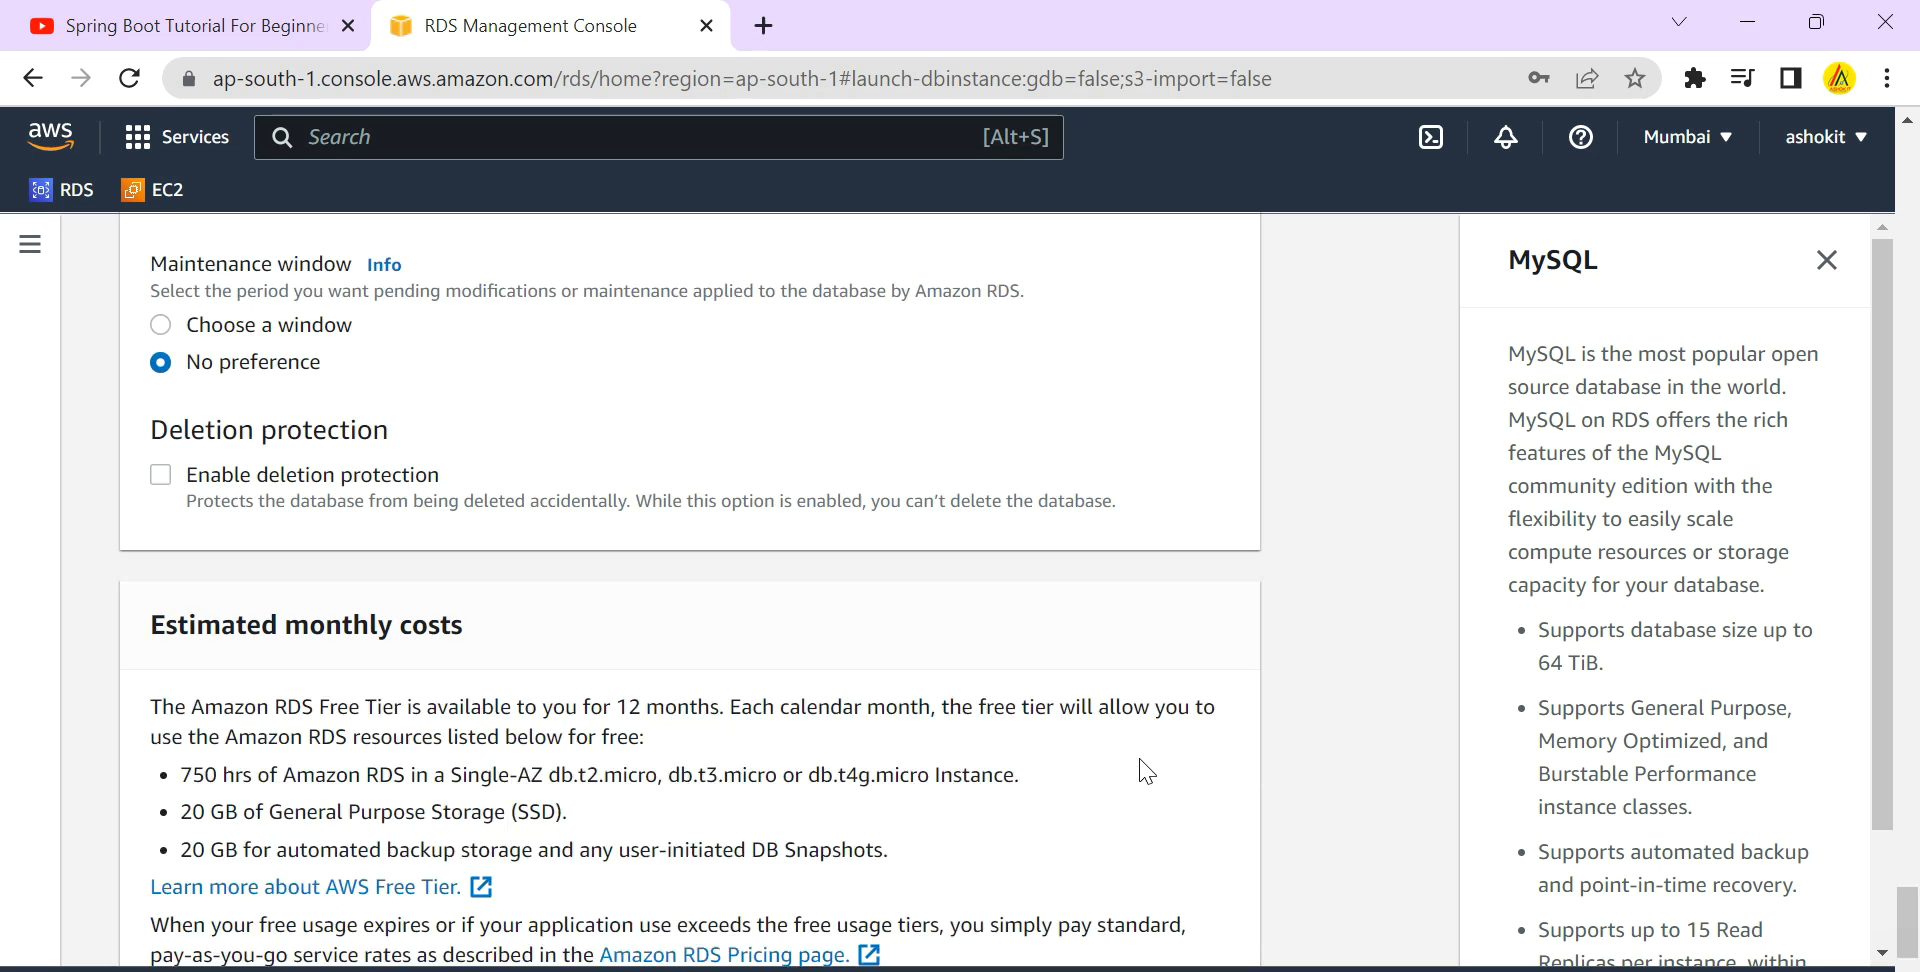 Spring Boot Tutorial For Beginne
RDS Management Console
ap-south-1.console.aws.amazon.com/rds/home?region=ap-south-1#launch-dbinstance:gdb=false;s3-import=false
aws
Services
Search
[Alt+S]
Mumbai
ashokit
RDS
EC2
Maintenance window Info
Select the period you want pending modifications or maintenance applied to the database by Amazon RDS.
Choose a window
No preference
Deletion protection
Enable deletion protection
Protects the database from being deleted accidentally. While this option is enabled, you can't delete the database.
Estimated monthly costs
The Amazon RDS Free Tier is available to you for 12 months. Each calendar month, the free tier will allow you to
use the Amazon RDS resources listed below for free:
• 750 hrs of Amazon RDS in a Single-AZ db.t2.micro, db.t3.micro or db.t4g.micro Instance.
• 20 GB of General Purpose Storage (SSD).
• 20 GB for automated backup storage and any user-initiated DB Snapshots.
Learn more about AWS Free Tier.
When your free usage expires or if your application use exceeds the free usage tiers, you simply pay standard,
pay-as-you-go service rates as described in the Amazon RDS Pricing page.
MySQL
MySQL is the most popular open
source database in the world.
MySQL on RDS offers the rich
features of the MySQL
community edition with the
flexibility to easily scale
compute resources or storage
capacity for your database.
• Supports database size up to
64 TiB.
• Supports General Purpose,
Memory Optimized, and
Burstable Performance
instance classes.
• Supports automated backup
and point-in-time recovery.
• Supports up to 15 Read
Replicas per instance, within